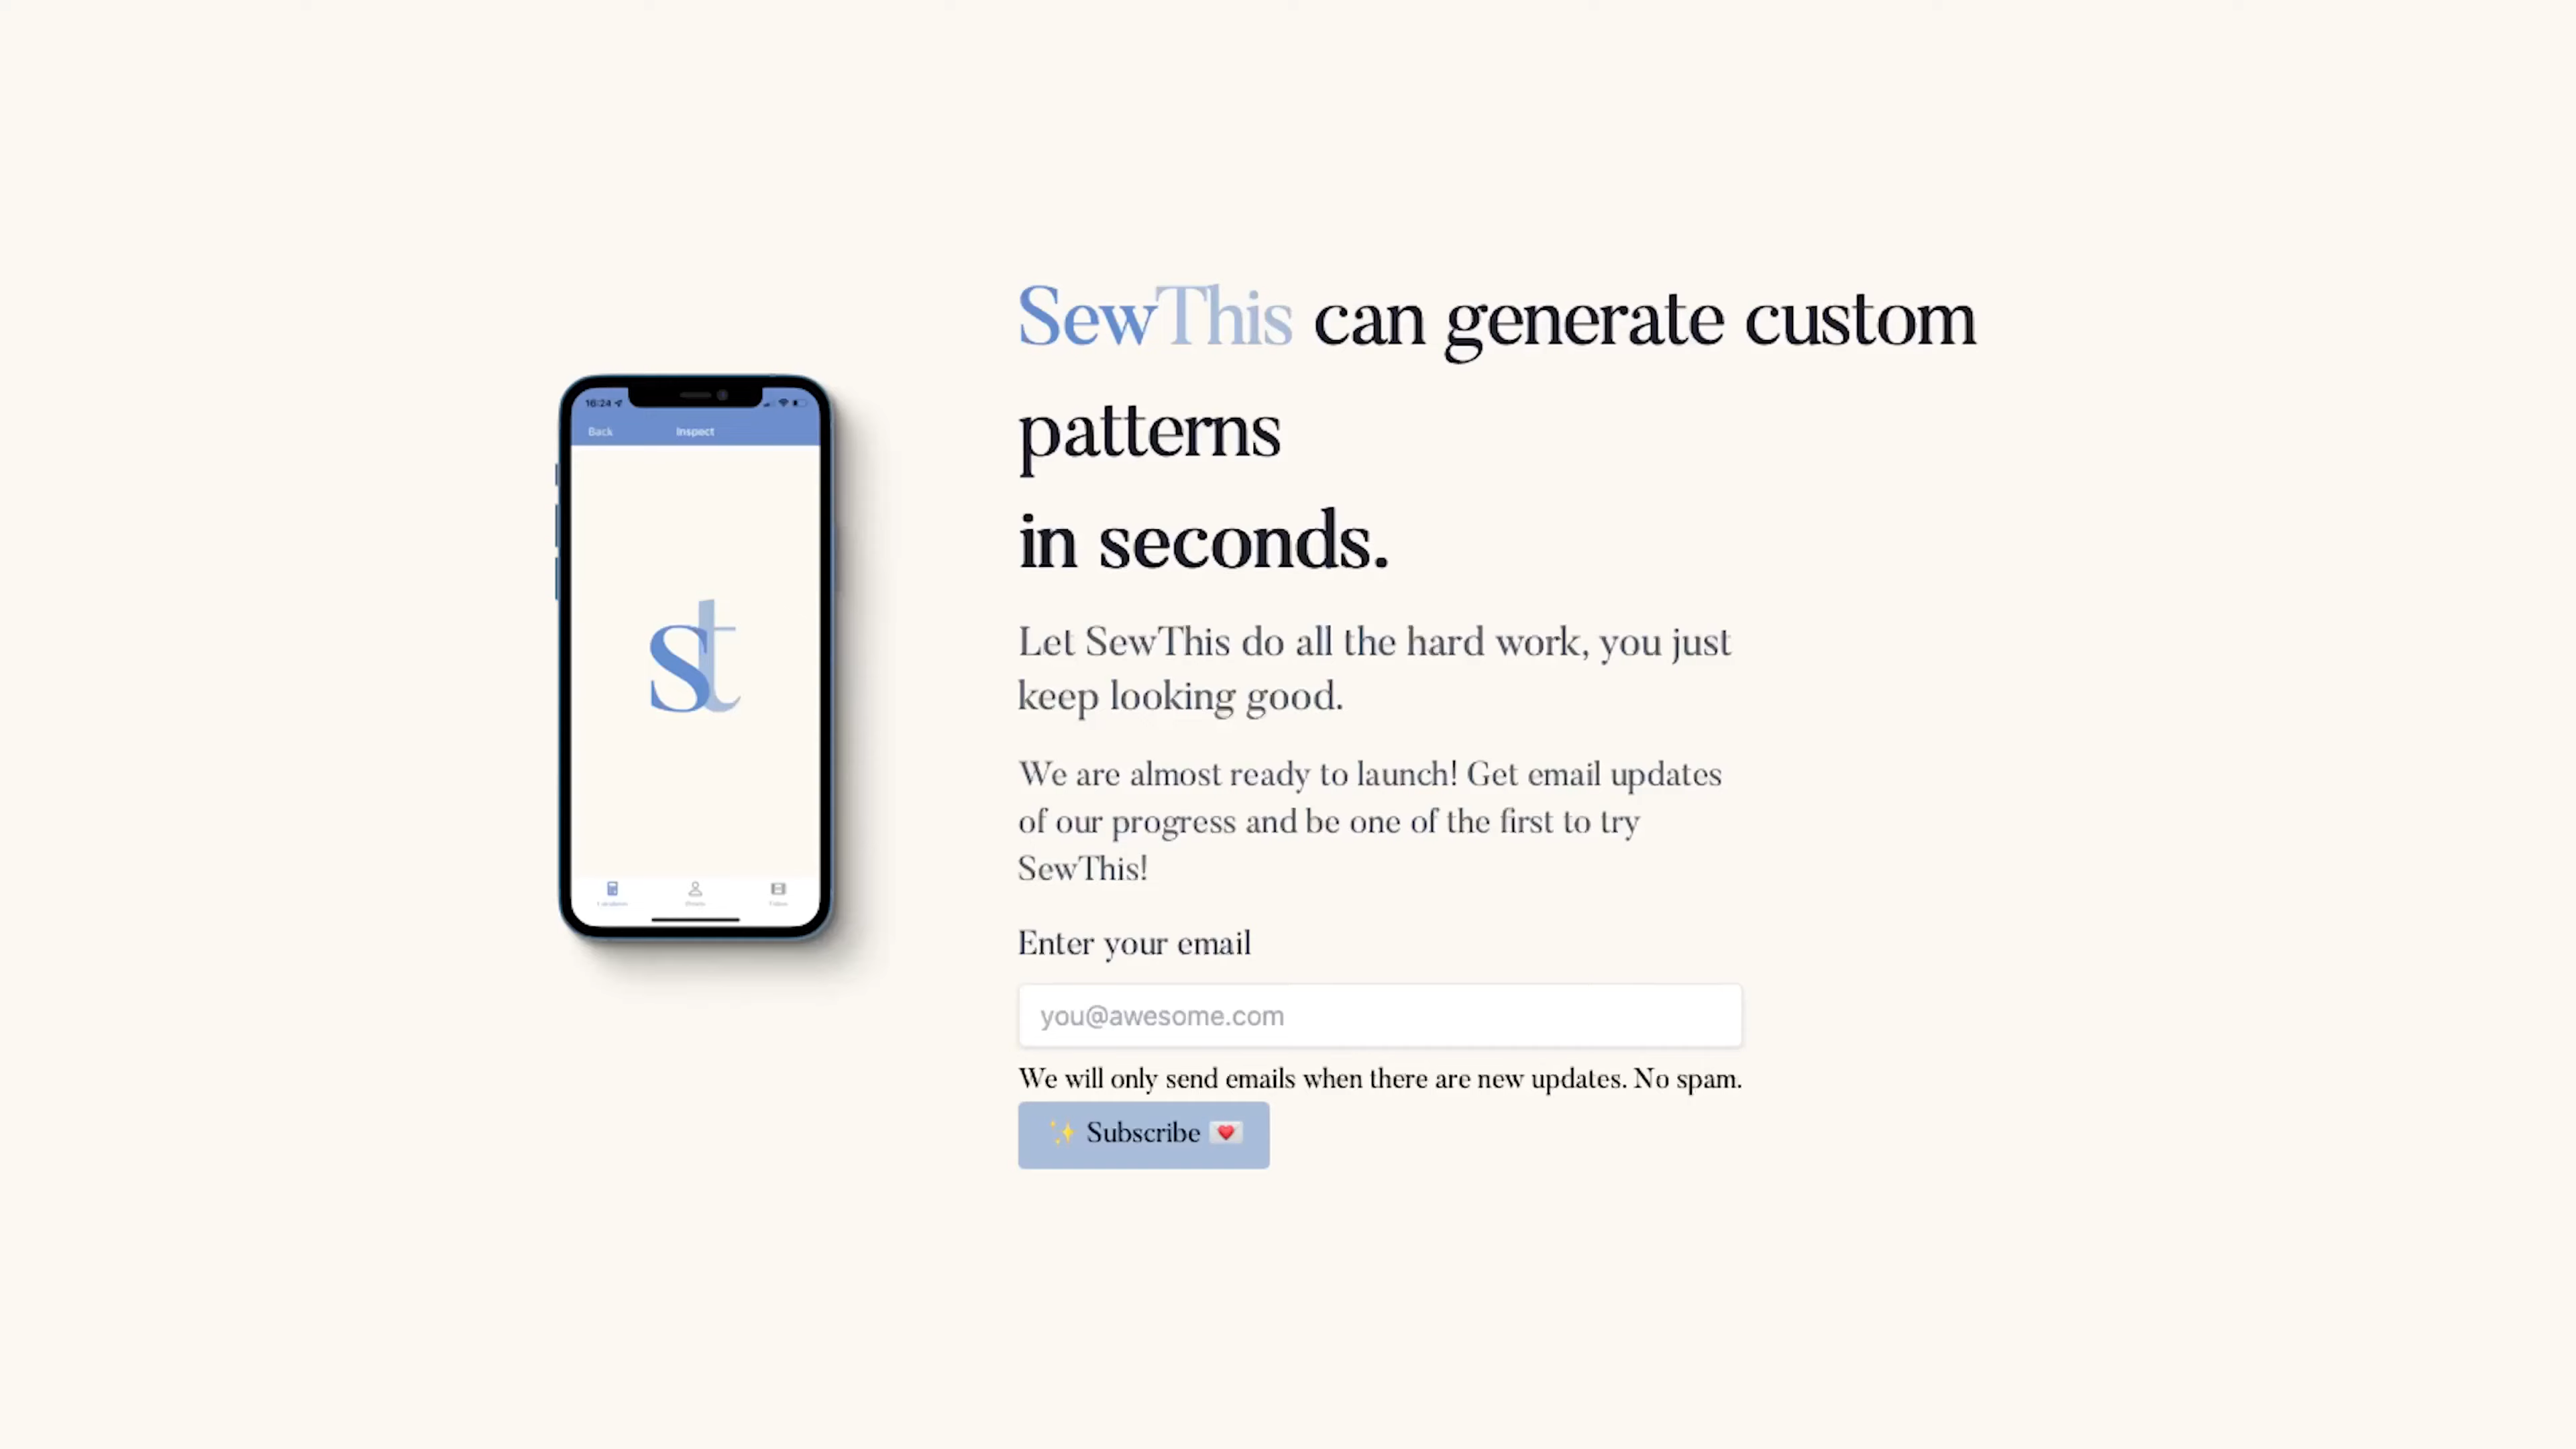 SewThis can generate custom
patterns
in seconds.
16:24
Back
Inspect
st
Let SewThis do all the hard work, you just
keep looking good.
We are almost ready to launch! Get email updates
of our progress and be one of the first to try
SewThis!
Enter your email
you@awesome.com
We will only send emails when there are new updates. No spam.
✨ Subscribe 💌